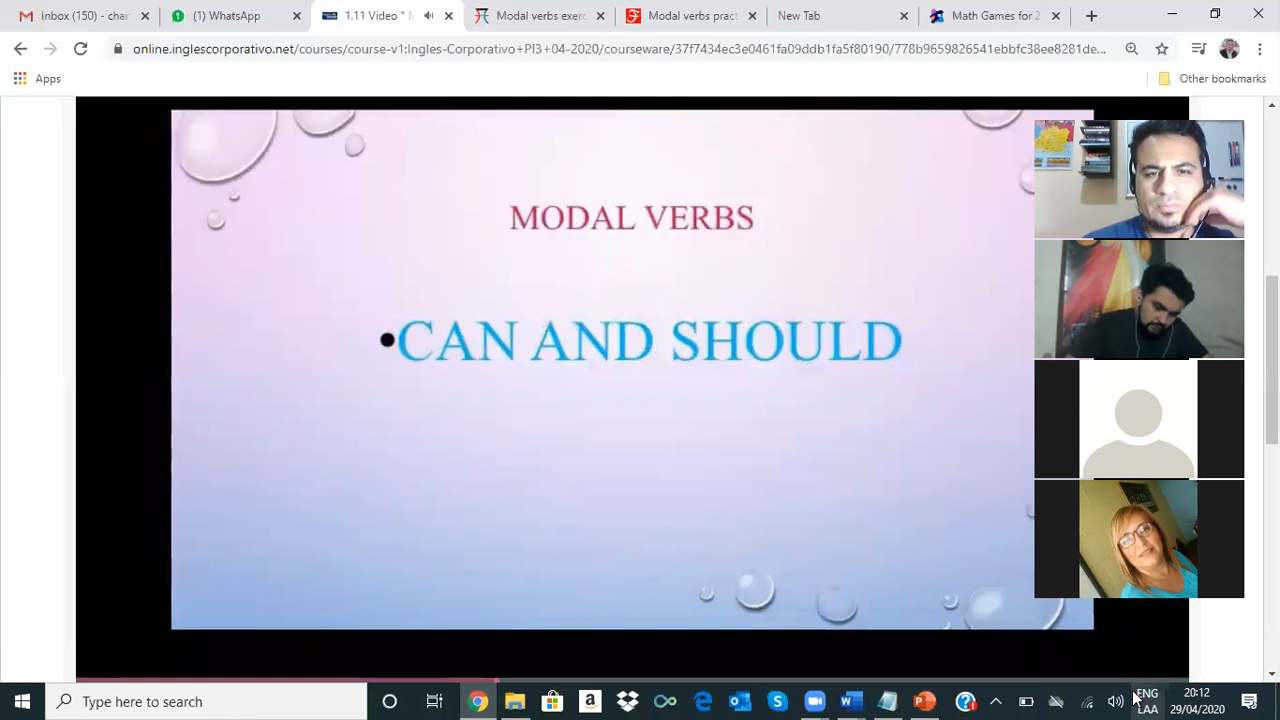 Inbox (150) - char
(1) WhatsApp
1.11 Video " M
Modal verbs exerc
Modal verbs pract
New Tab
Math Games for 2
online.inglescorporativo.net/courses/course-v1:Ingles-Corporativo+PI3+04-2020/courseware/37f7434ec3e0461fa09ddb1fa5f80190/778b9659826541ebbfc38ee8281de...
Apps
Other bookmarks
MODAL VERBS
•CAN AND SHOULD
Type here to search
ENG
LAA
20:12
29/04/2020